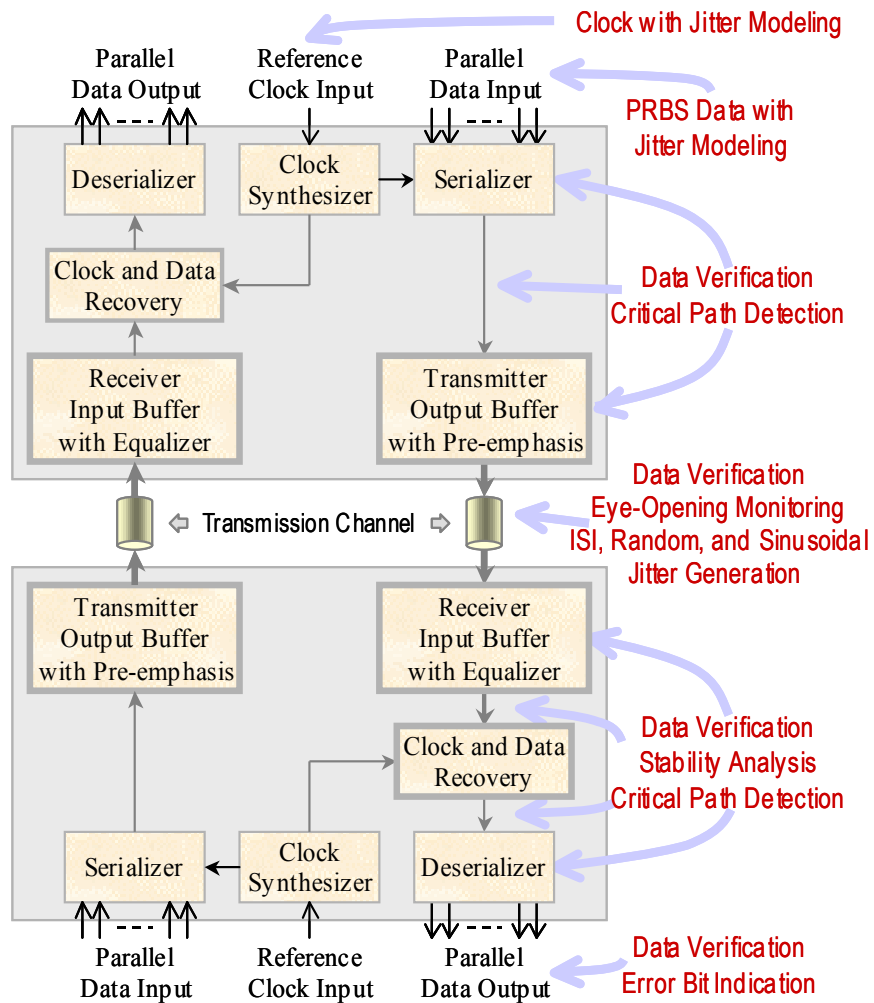 Clock with Jitter Modeling
Parallel
Data Output
Reference
Clock Input
Parallel
Data Input
PRBS Data with
Jitter Modeling
Deserializer
Clock
Synthesizer
Serializer
Clock and Data
Recovery
Data Verification
Critical Path Detection
Receiver
Input Buffer
with Equalizer
Transmitter
Output Buffer
with Pre-emphasis
Transmission Channel
Data Verification
Eye-Opening Monitoring
ISI, Random, and Sinusoidal
Jitter Generation
Transmitter
Output Buffer
with Pre-emphasis
Receiver
Input Buffer
with Equalizer
Clock and Data
Recovery
Data Verification
Stability Analysis
Critical Path Detection
Serializer
Clock
Synthesizer
Deserializer
Parallel
Data Input
Reference
Clock Input
Parallel
Data Output
Data Verification
Error Bit Indication